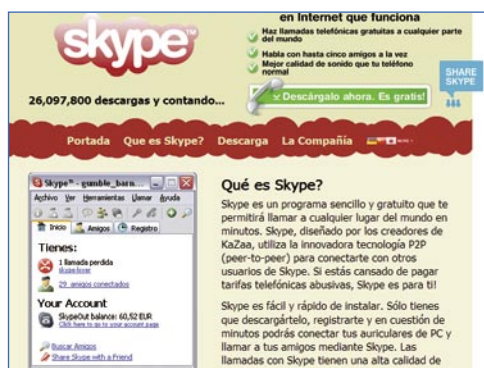 skype™
en Internet que funciona
Haz llamadas telefónicas gratuitas a cualquier parte
del mundo
Habla con hasta cinco amigos a la vez
Mejor calidad de sonido que tu teléfono
normal
SHARE
SKYPE
26,097,800 descargas y contando...
Descárgalo ahora. Es gratis!
Portada Que es Skype? Descarga La Compañía
Skype™ - gumble_barn...
Archivo Ver Herramientas Llamar Ayuda
Inicio Amigos Registro
Tienes:
1 llamada perdida
29 amigos conectados
Your Account
SkypeOut balance: 60,52 EUR
Click here to go to your account page
Buscar Amigos
Share Skype with a Friend
Qué es Skype?
Skype es un programa sencillo y gratuito que te
permitirá llamar a cualquier lugar del mundo en
minutos. Skype, diseñado por los creadores de
KaZaa, utiliza la innovadora tecnología P2P
(peer-to-peer) para conectarte con otros
usuarios de Skype. Si estás cansado de pagar
tarifas telefónicas abusivas, Skype es para ti!
Skype es fácil y rápido de instalar. Sólo tienes
que descargártelo, registrarte y en cuestión de
minutos podrás conectar tus auriculares de PC y
llamar a tus amigos mediante Skype. Las
llamadas con Skype tienen una alta calidad de